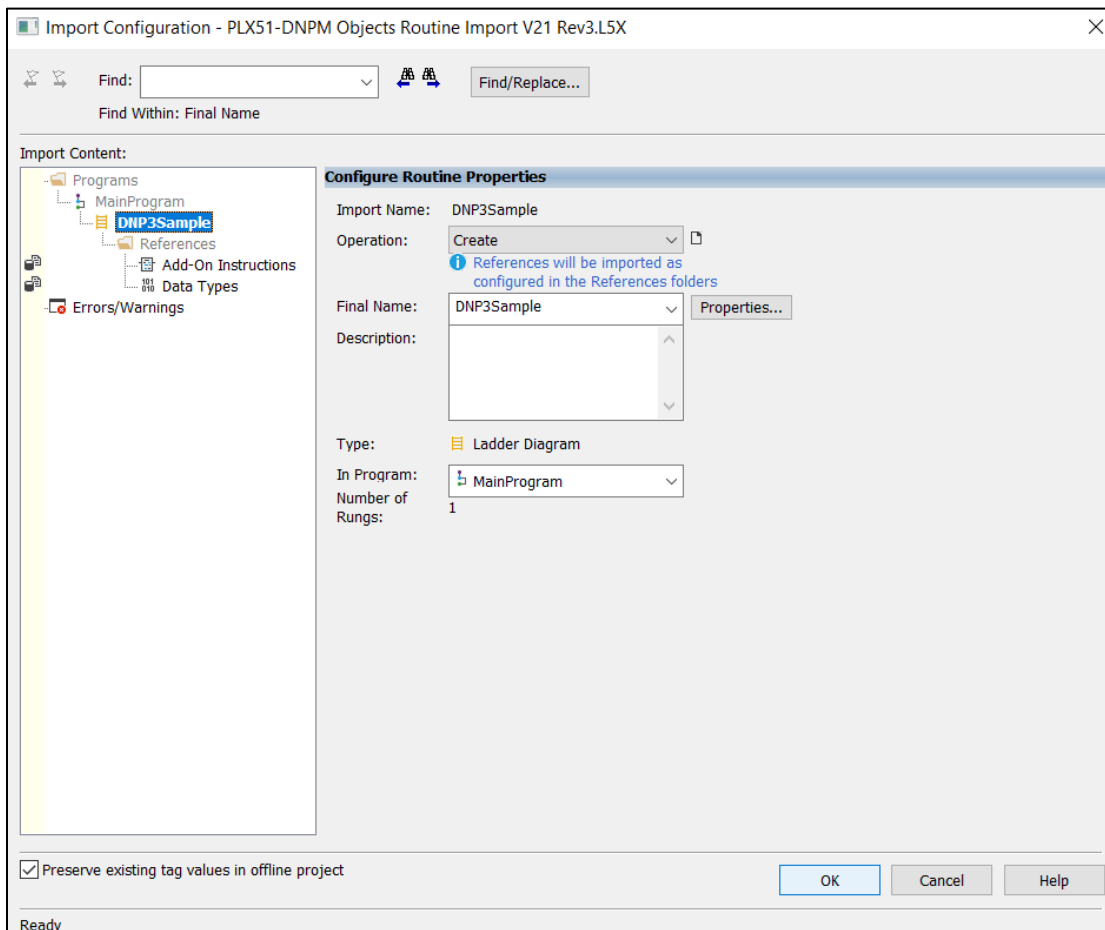 Import Configuration - PLX51-DNPM Objects Routine Import V21 Rev3.L5X
Find:
Find/Replace...
Find Within: Final Name
Import Content:
Programs
MainProgram
DNP3Sample
References
Add-On Instructions
Data Types
Errors/Warnings
Configure Routine Properties
Import Name: DNP3Sample
Operation: Create
References will be imported as
configured in the References folders
Final Name: DNP3Sample Properties...
Description:
Type: Ladder Diagram
In Program: MainProgram
Number of
Rungs: 1
Preserve existing tag values in offline project
OK Cancel Help
Ready